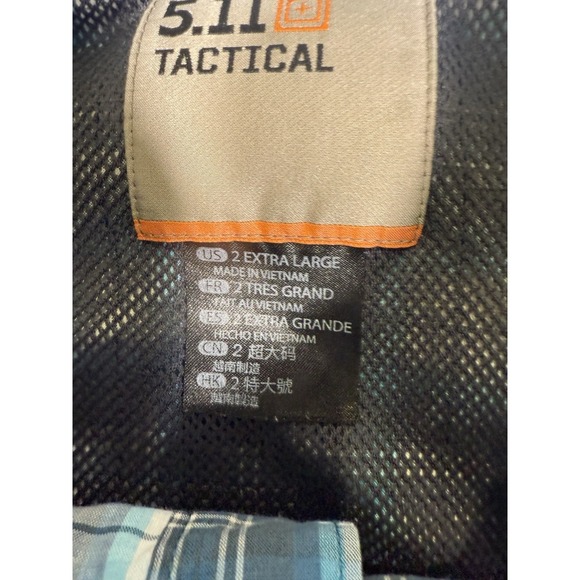 5.11
TACTICAL
US 2 EXTRA LARGE
MADE IN VIETNAM
FR 2 TRÈS GRAND
FAIT AU VIETNAM
ES 2 EXTRA GRANDE
HECHO EN VIETNAM
CN 2 超大码
越南制造
HK 2 特大號
越南製造